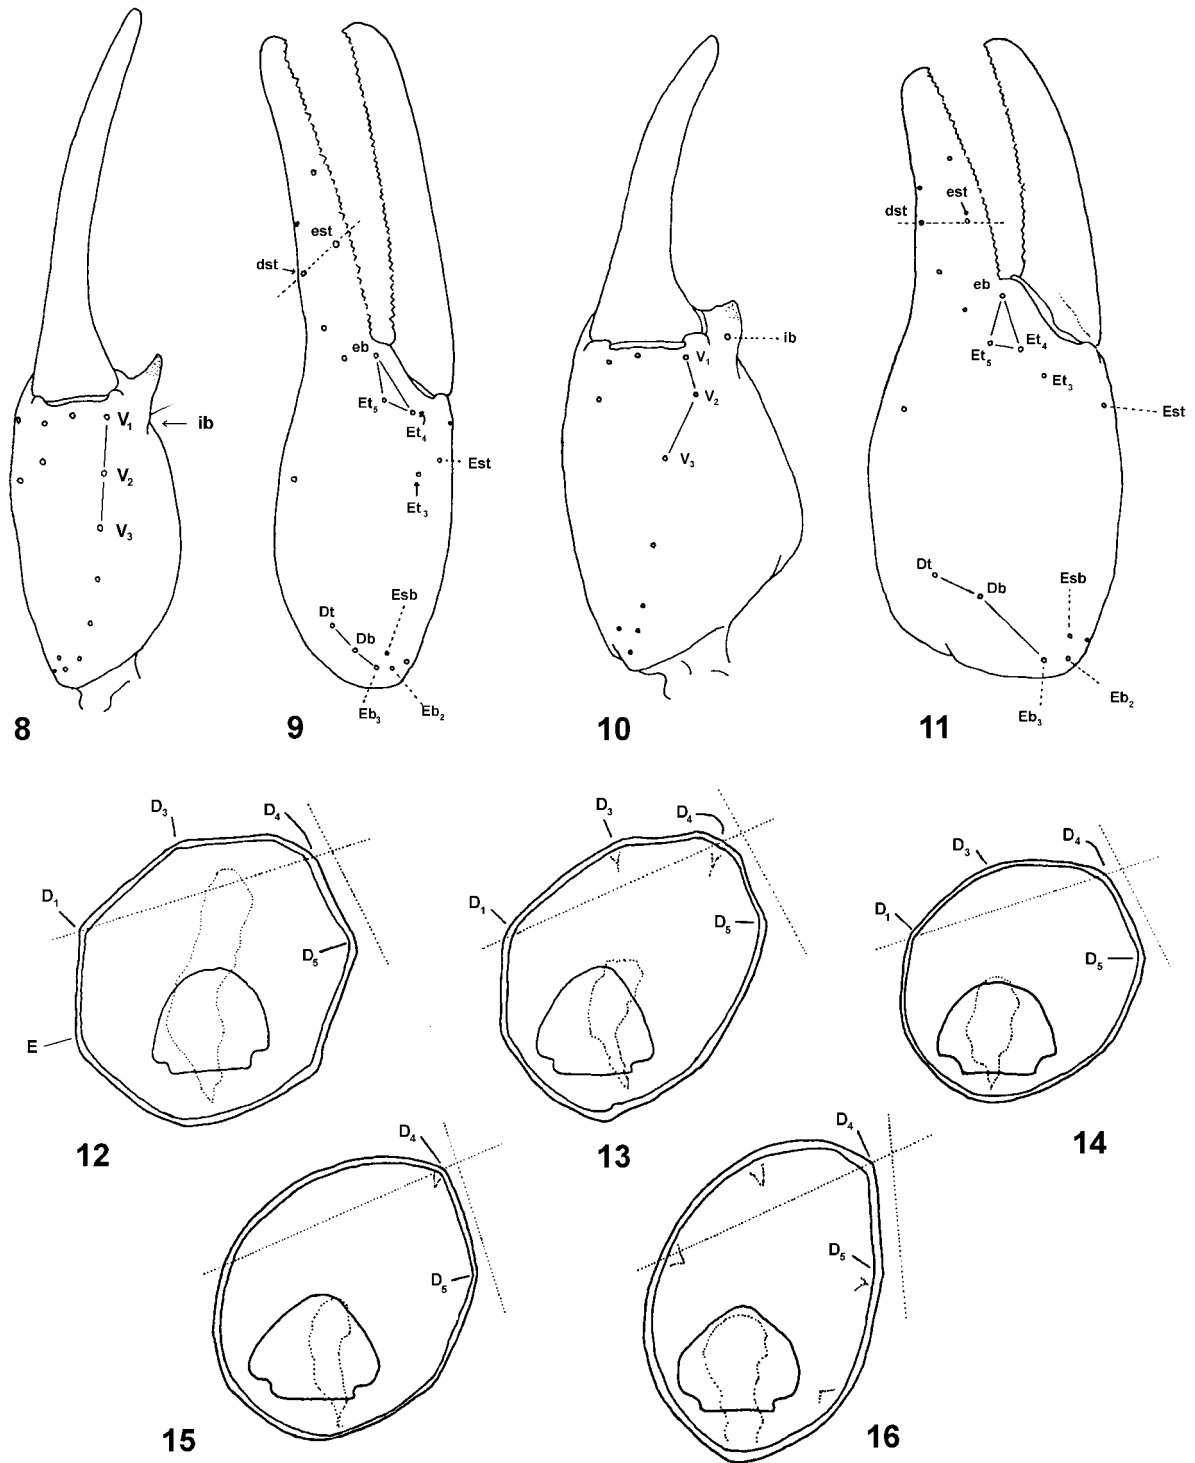 est
dst
eb
Et₅
Et₄
Est
Et₃
V₁
ib
V₂
V₃
Dt
Db
Esb
Eb₃
Eb₂
8
9
ib
V₁
V₂
V₃
est
dst
eb
Et₅
Et₄
Et₃
Est
Dt
Db
Esb
Eb₂
Eb₃
10
11
D₃
D₄
D₁
D₅
E
12
D₃
D₄
D₁
D₅
13
D₃
D₄
D₁
D₅
14
D₄
D₅
15
D₄
D₅
16